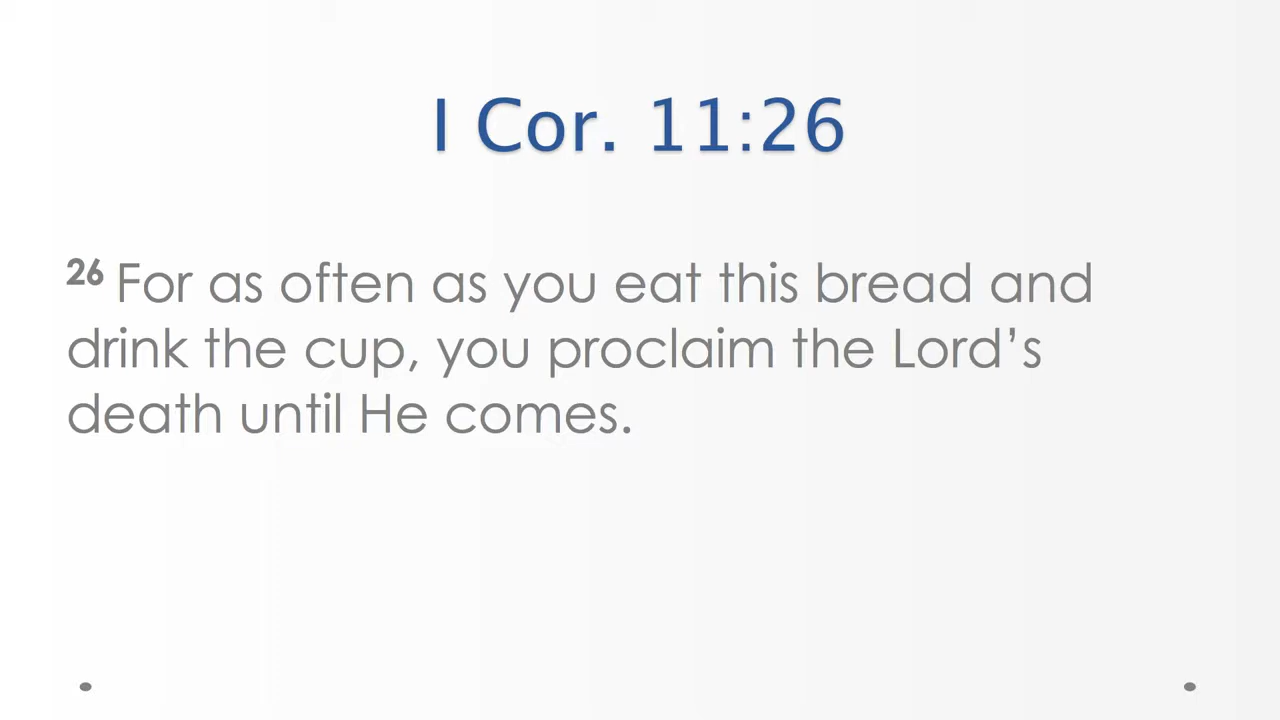 I Cor. 11:26
26 For as often as you eat this bread and
drink the cup, you proclaim the Lord’s
death until He comes.